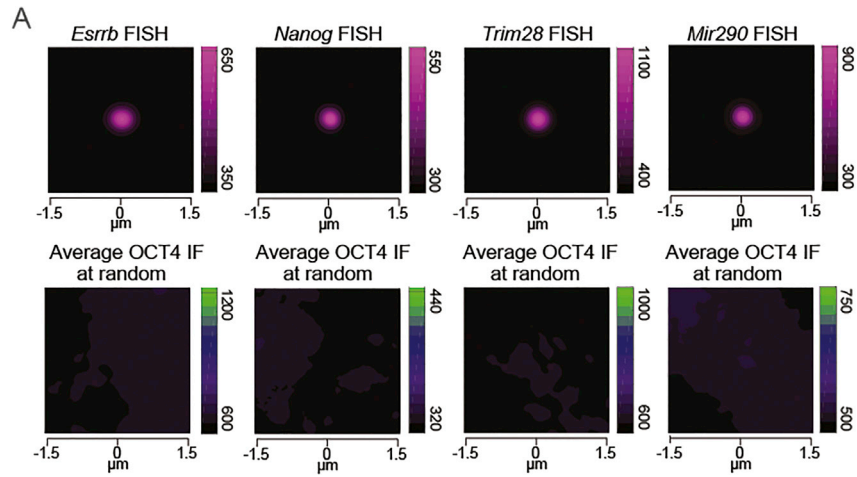 A
Esrrb FISH
Nanog FISH
Trim28 FISH
Mir290 FISH
650
350
550
300
1100
400
900
300
-1.5 0 1.5
µm
-1.5 0 1.5
µm
-1.5 0 1.5
µm
-1.5 0 1.5
µm
Average OCT4 IF
at random
Average OCT4 IF
at random
Average OCT4 IF
at random
Average OCT4 IF
at random
1200
600
440
320
1000
600
750
500
-1.5 0 1.5
µm
-1.5 0 1.5
µm
-1.5 0 1.5
µm
-1.5 0 1.5
µm